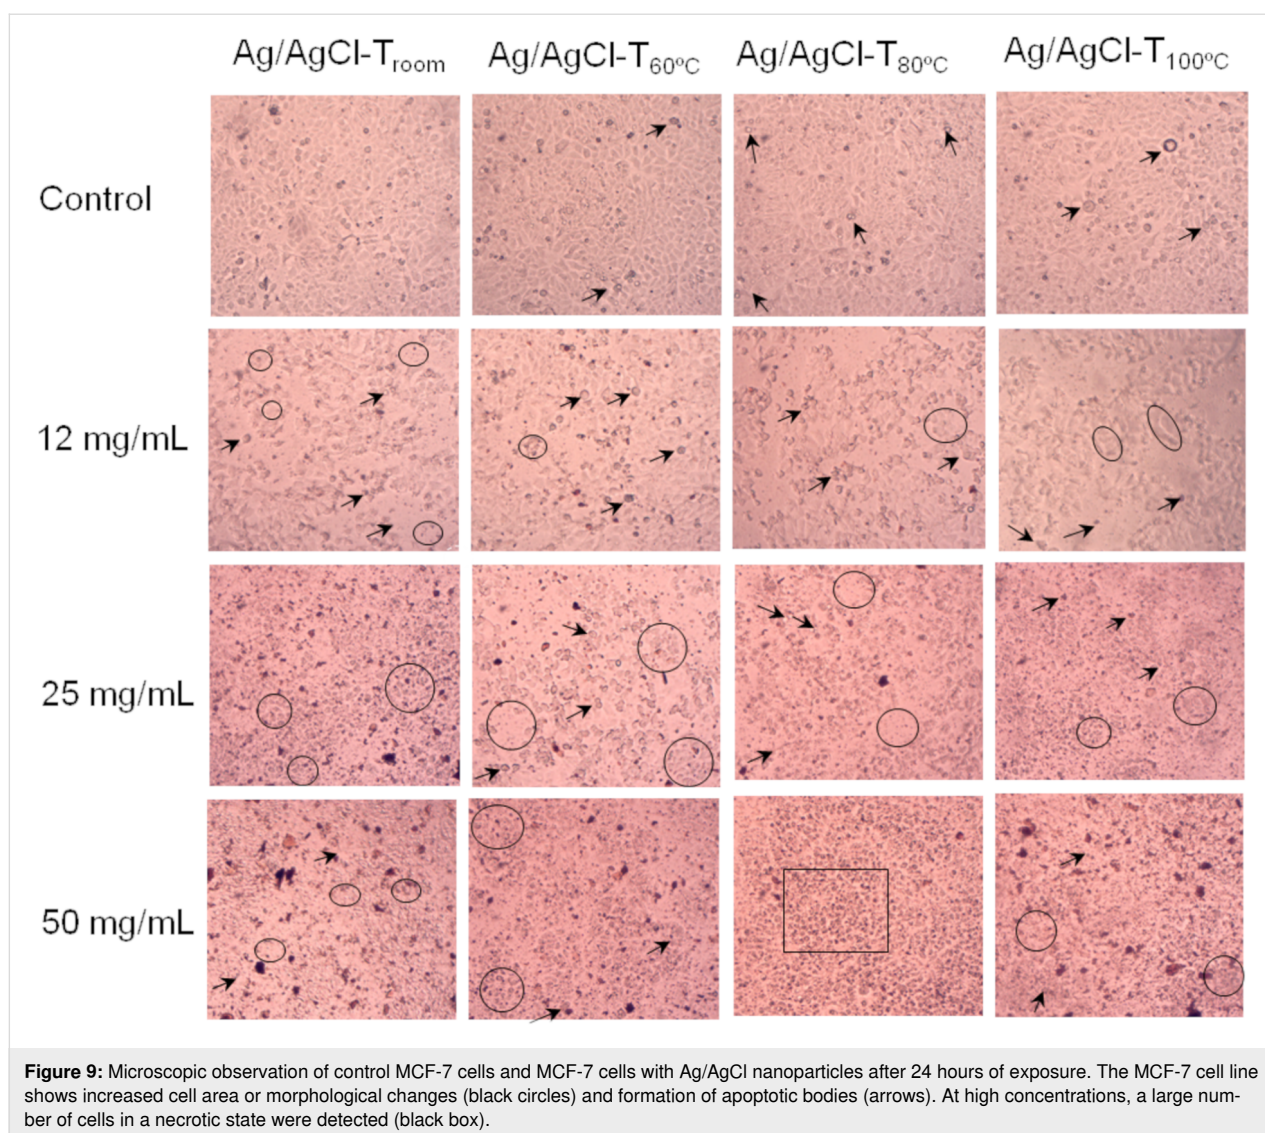 Ag/AgCl-Troom Ag/AgCl-T60ºC Ag/AgCl-T80ºC Ag/AgCl-T100ºC
Control
12 mg/mL
25 mg/mL
50 mg/mL
Figure 9: Microscopic observation of control MCF-7 cells and MCF-7 cells with Ag/AgCl nanoparticles after 24 hours of exposure. The MCF-7 cell line
shows increased cell area or morphological changes (black circles) and formation of apoptotic bodies (arrows). At high concentrations, a large num-
ber of cells in a necrotic state were detected (black box).